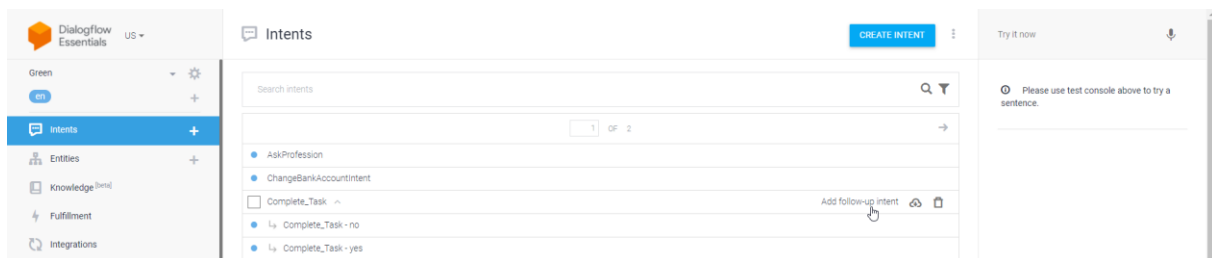 Dialogflow
Essentials
US
Intents
CREATE INTENT
Try it now
Green
en
Search intents
Please use test console above to try a
sentence.
Intents
1 OF 2
Entities
AskProfession
Knowledge [beta]
ChangeBankAccountIntent
Complete_Task
Add follow-up intent
Fulfillment
Complete_Task - no
Integrations
Complete_Task - yes